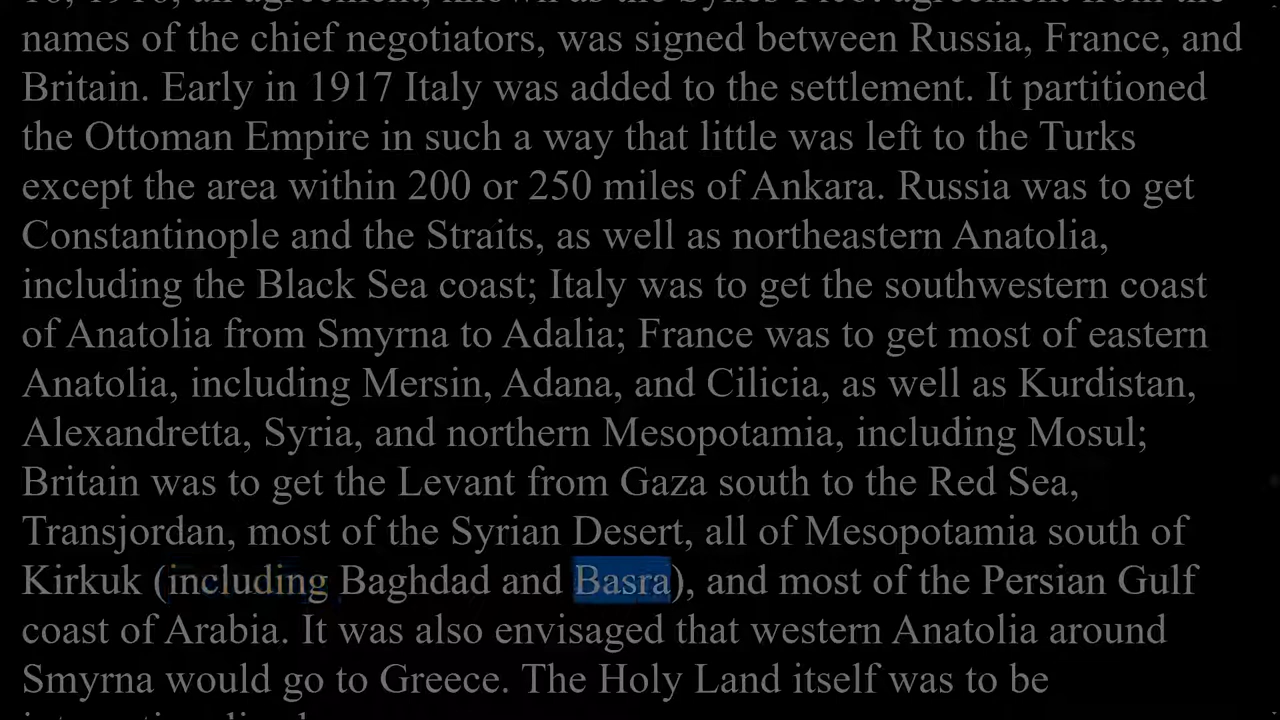 names of the chief negotiators, was signed between Russia, France, and
Britain. Early in 1917 Italy was added to the settlement. It partitioned
the Ottoman Empire in such a way that little was left to the Turks
except the area within 200 or 250 miles of Ankara. Russia was to get
Constantinople and the Straits, as well as northeastern Anatolia,
including the Black Sea coast; Italy was to get the southwestern coast
of Anatolia from Smyrna to Adalia; France was to get most of eastern
Anatolia, including Mersin, Adana, and Cilicia, as well as Kurdistan,
Alexandretta, Syria, and northern Mesopotamia, including Mosul;
Britain was to get the Levant from Gaza south to the Red Sea,
Transjordan, most of the Syrian Desert, all of Mesopotamia south of
Kirkuk (including Baghdad and Basra), and most of the Persian Gulf
coast of Arabia. It was also envisaged that western Anatolia around
Smyrna would go to Greece. The Holy Land itself was to be